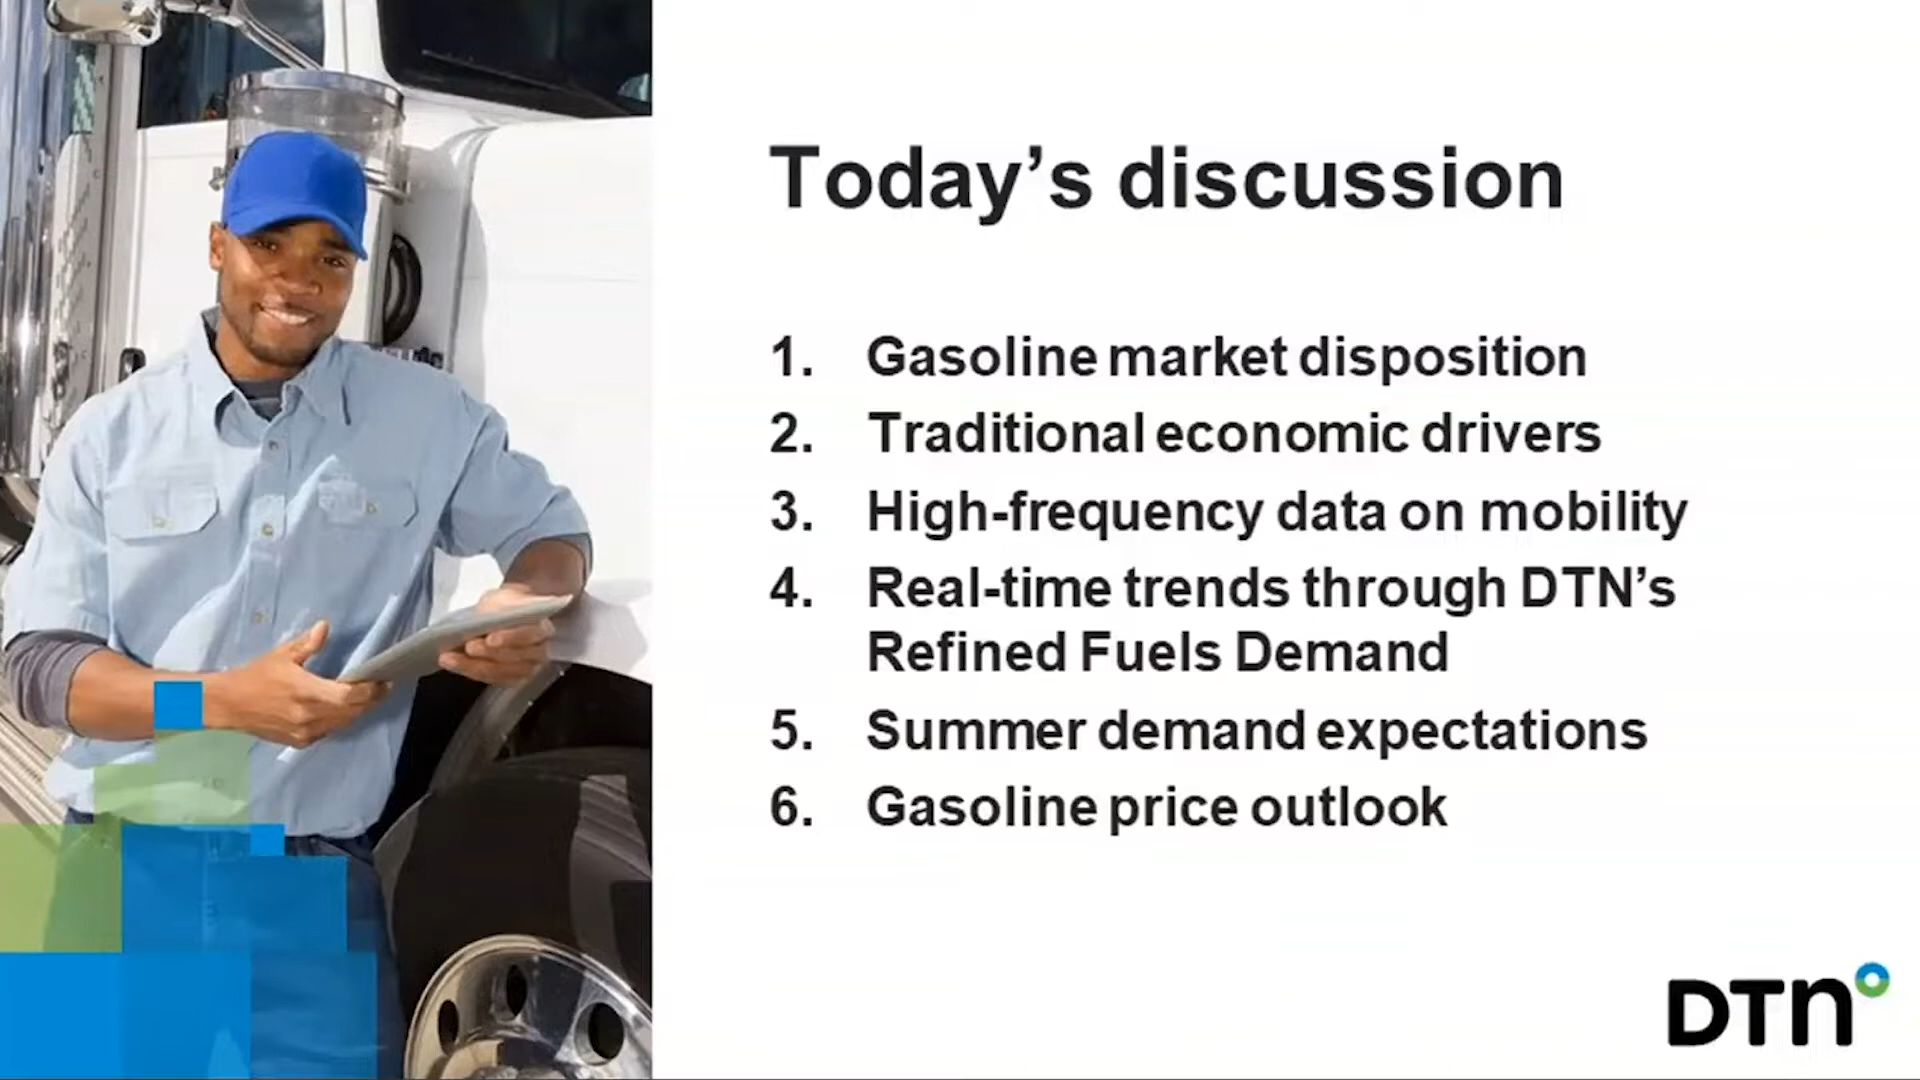 Today's discussion
1. Gasoline market disposition
2. Traditional economic drivers
3. High-frequency data on mobility
4. Real-time trends through DTN's
Refined Fuels Demand
5. Summer demand expectations
6. Gasoline price outlook
DTN